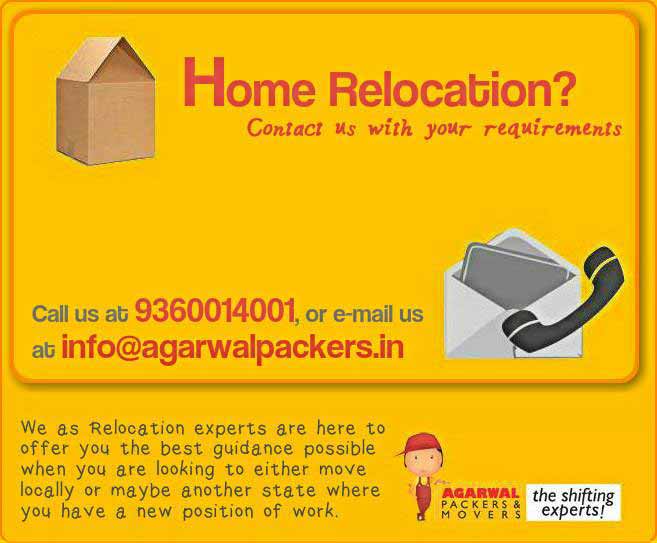 Home Relocation?
Contact us with your requirements
Call us at 9360014001, or e-mail us
at info@agarwalpackers.in
We as Relocation experts are here to
offer you the best guidance possible
when you are looking to either move
locally or maybe another state where
you have a new position of work.
AGARWAL
PACKERS &
MOVERS
the shifting
experts!